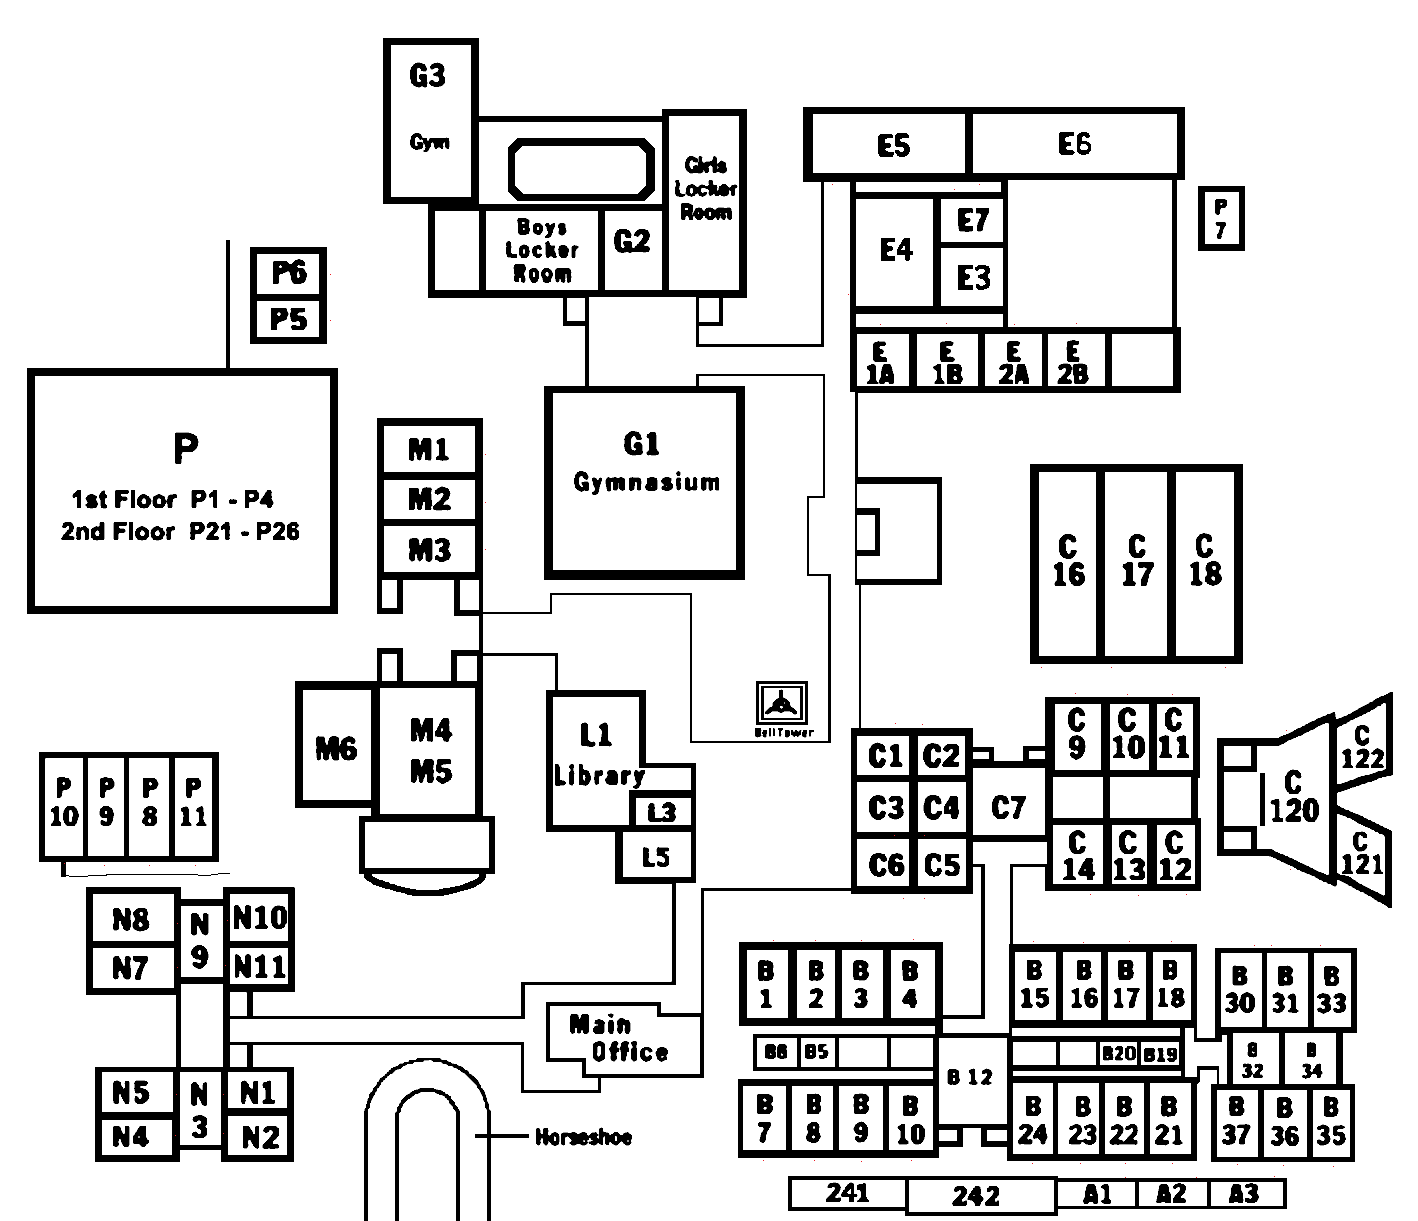 G3
Gym
Girls
Locker
Room
Boys
Locker
Room
G2
E5
E6
P
7
E4
E7
E3
E
1A
E
1B
E
2A
E
2B
P6
P5
P
1st Floor P1 - P4
2nd Floor P21 - P26
M1
M2
M3
G1
Gymnasium
C
16
C
17
C
18
M6
M4
M5
L1
Library
L3
L5
Bell Tower
C1
C2
C3
C4
C6
C5
C7
C
9
C
10
C
11
C
14
C
13
C
12
C
120
C
122
C
121
P
10
P
9
P
8
P
11
N8
N7
N
9
N10
N11
N5
N4
N
3
N1
N2
Main
Office
Horseshoe
B
1
B
2
B
3
B
4
B6
B5
B
7
B
8
B
9
B
10
B 12
B
15
B
16
B
17
B
18
B20
B19
B
24
B
23
B
22
B
21
B
30
B
31
B
33
B
32
B
34
B
37
B
36
B
35
241
242
A1
A2
A3